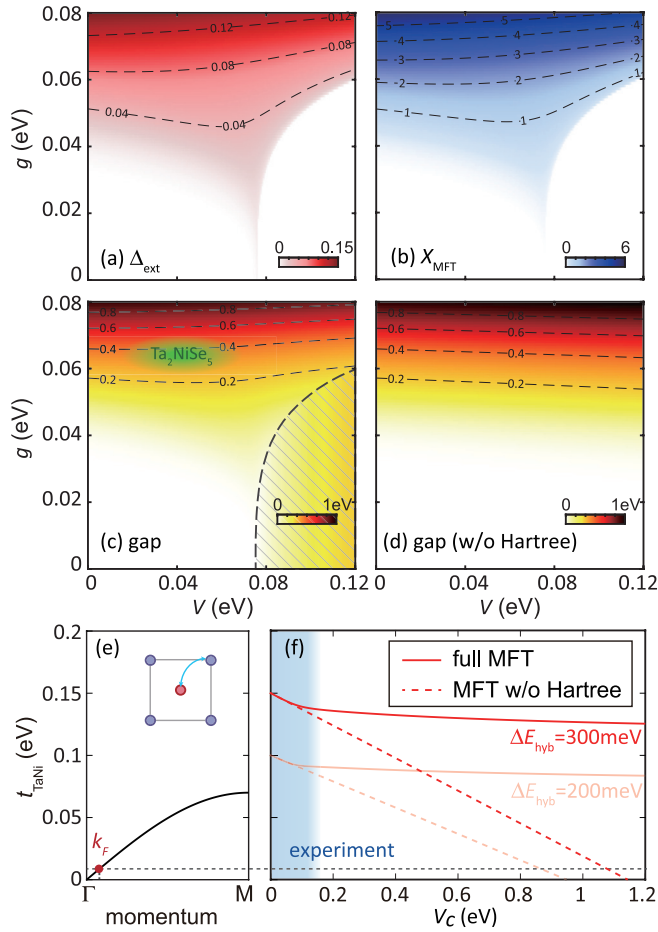 0.08
0.06
0.04
0.02
0
g (eV)
0.12
0.08
0.04
0.12
0.08
0.04
(a) Δext
0 0.15
5
4
3
2
1
5
4
3
2
1
(b) XMFT
0 6
0.08
0.06
0.04
0.02
0
g (eV)
0.8
0.6
0.4
0.2
0.8
0.6
0.4
0.2
Ta2NiSe5
0 1eV
(c) gap
0 0.04 0.08 0.12
V (eV)
0.8
0.6
0.4
0.2
0.8
0.6
0.4
0.2
0 1eV
(d) gap (w/o Hartree)
0 0.04 0.08 0.12
V (eV)
0.2
0.15
0.1
0.05
0
tTaNi (eV)
(e)
kF
Γ M
momentum
(f)
full MFT
MFT w/o Hartree
ΔEhyb=300meV
ΔEhyb=200meV
experiment
0 0.2 0.4 0.6 0.8 1.0 1.2
VC (eV)